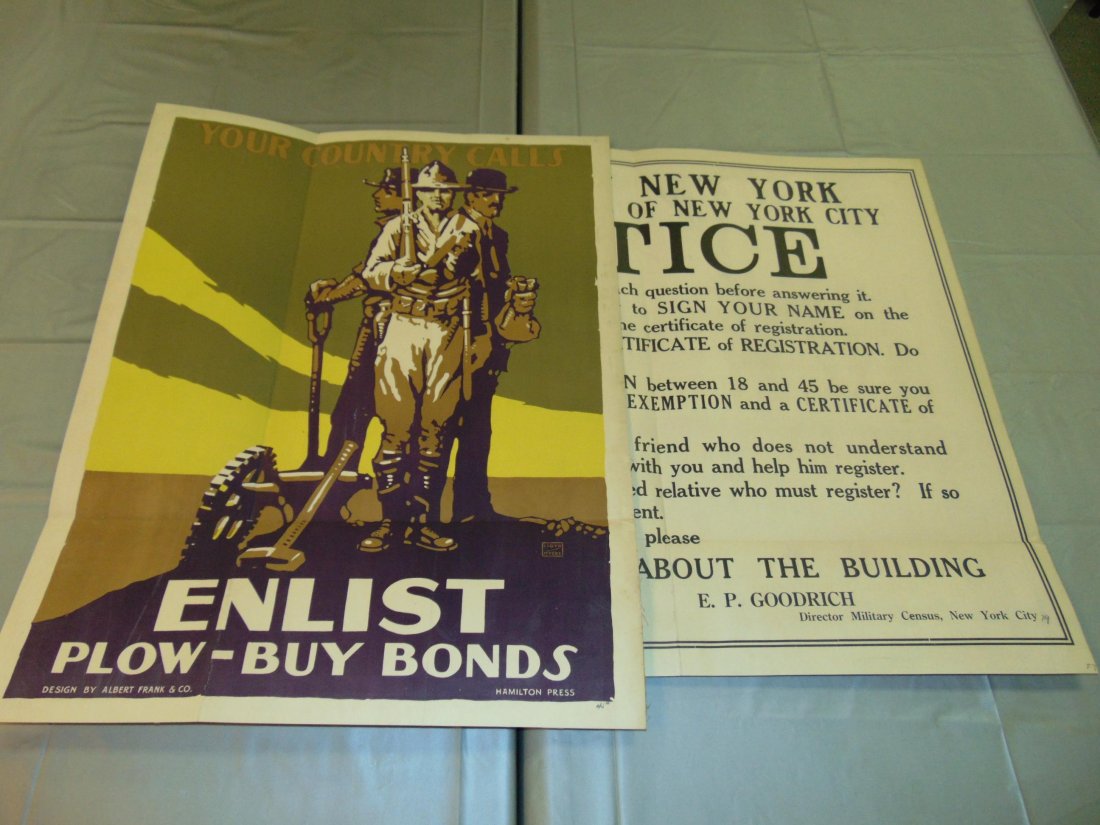 YOUR COUNTRY CALLS
ENLIST
PLOW-BUY BONDS
DESIGN BY ALBERT FRANK & CO.
HAMILTON PRESS
NEW YORK
OF NEW YORK CITY
TICE
ch question before answering it.
to SIGN YOUR NAME on the
he certificate of registration.
TIFICATE of REGISTRATION. Do
N between 18 and 45 be sure you
EXEMPTION and a CERTIFICATE of
friend who does not understand
with you and help him register.
ed relative who must register? If so
ent.
please
ABOUT THE BUILDING
E. P. GOODRICH
Director Military Census, New York City